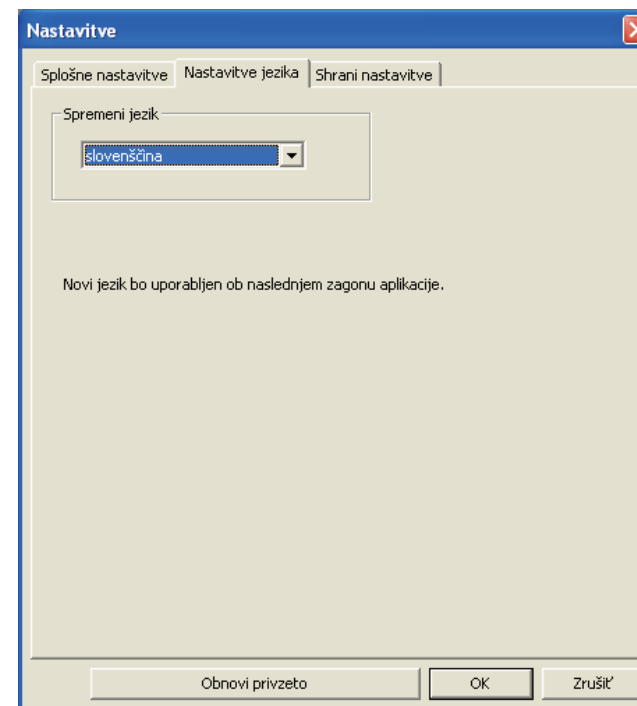 Nastavitve
Splošne nastavitve Nastavitve jezika Shrani nastavitve
Spremeni jezik
slovenščina
Novi jezik bo uporabljen ob naslednjem zagonu aplikacije.
Obnovi privzeto OK Zrušiť